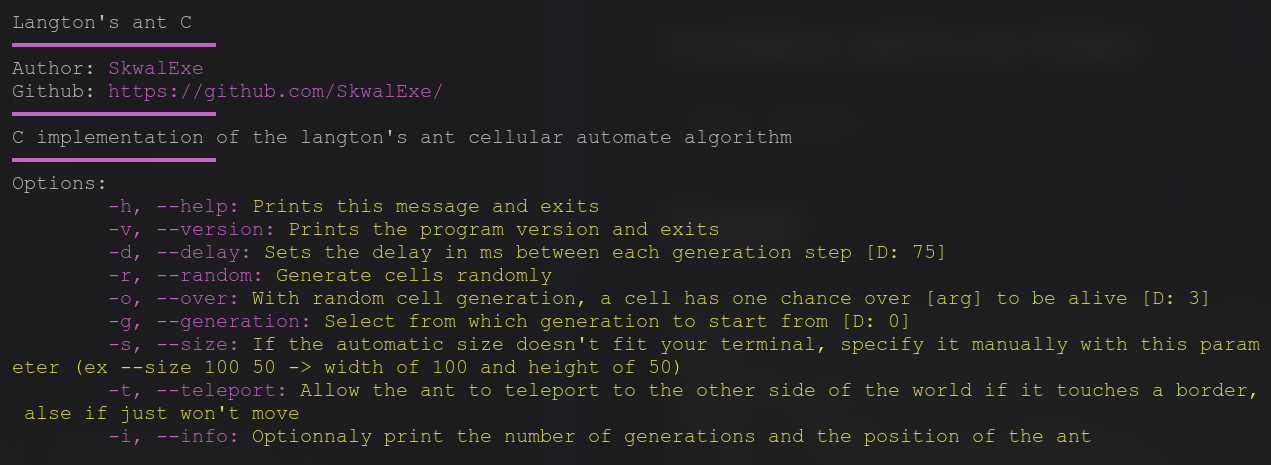 Langton's ant C
Author: SkwalExe
Github: https://github.com/SkwalExe/
C implementation of the langton's ant cellular automate algorithm
Options:
-h, --help: Prints this message and exits
-v, --version: Prints the program version and exits
-d, --delay: Sets the delay in ms between each generation step [D: 75]
-r, --random: Generate cells randomly
-o, --over: With random cell generation, a cell has one chance over [arg] to be alive [D: 3]
-g, --generation: Select from which generation to start from [D: 0]
-s, --size: If the automatic size doesn't fit your terminal, specify it manually with this param
eter (ex --size 100 50 -> width of 100 and height of 50)
-t, --teleport: Allow the ant to teleport to the other side of the world if it touches a border,
alse if just won't move
-i, --info: Optionnaly print the number of generations and the position of the ant